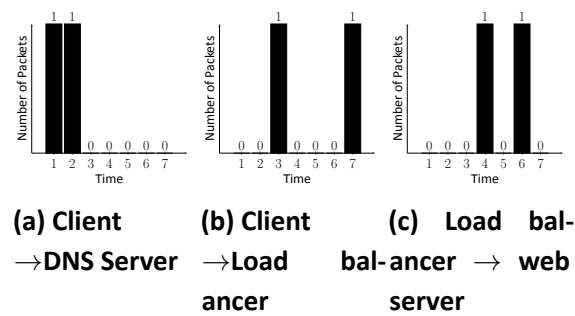 1 1
Number of Packets
0 0 0 0 0
1 2 3 4 5 6 7
Time
(a) Client
→DNS Server
1 1
Number of Packets
0 0 0 0 0
1 2 3 4 5 6 7
Time
(b) Client
→Load bal-
ancer
1 1
Number of Packets
0 0 0 0 0
1 2 3 4 5 6 7
Time
(c) Load bal-
ancer → web
server